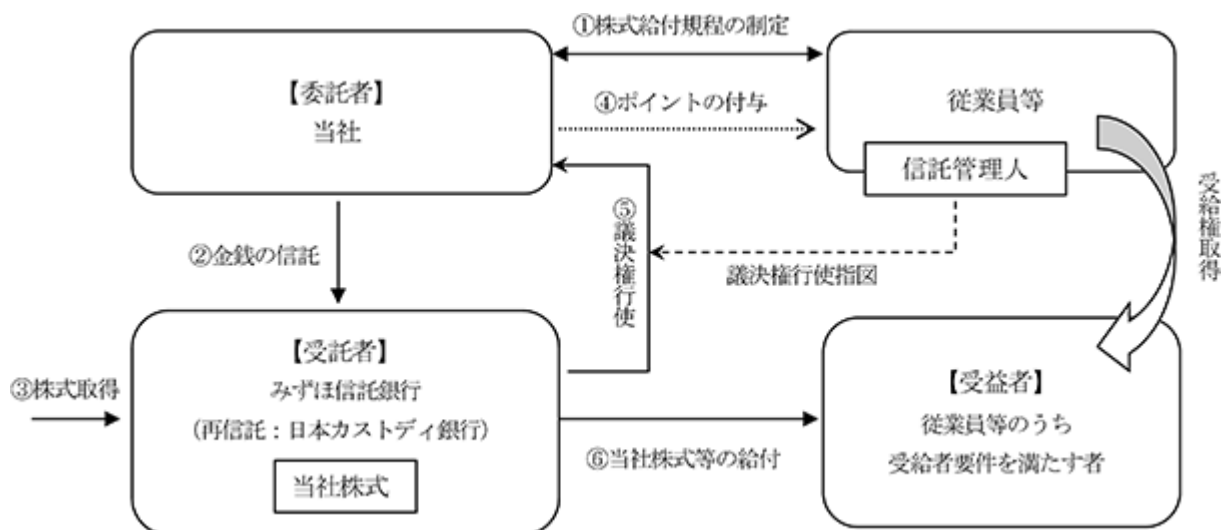 ①株式給付規程の制定
【委託者】
当社
④ポイントの付与
従業員等
信託管理人
②金銭の信託
⑤議決権行使
議決権行使指図
受給権取得
③株式取得
【受託者】
みずほ信託銀行
(再信託：日本カストディ銀行)
当社株式
⑥当社株式等の給付
【受益者】
従業員等のうち
受給者要件を満たす者